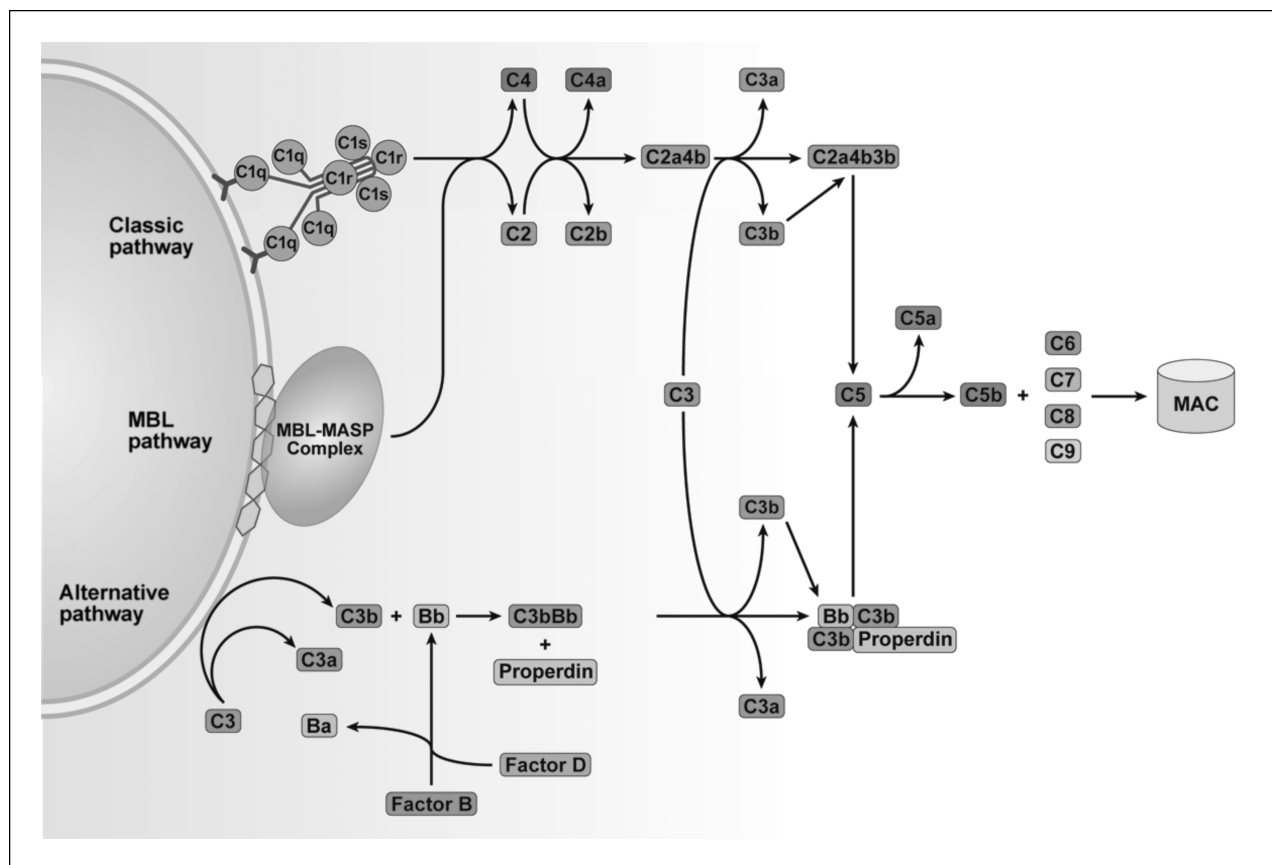 C4
C4a
C3a
C1s
C1q
C1r
C1q
C1r
C2a4b
C2a4b3b
C1s
C1q
C2
C2b
C3b
C1q
Classic
pathway
C5a
C6
C3
C5
C5b
+
C7
MAC
C8
C9
MBL
pathway
MBL-MASP
Complex
C3b
Alternative
pathway
C3b
+
Bb
C3bBb
Bb
C3b
+
C3b
Properdin
C3a
Properdin
C3
Ba
C3a
Factor D
Factor B